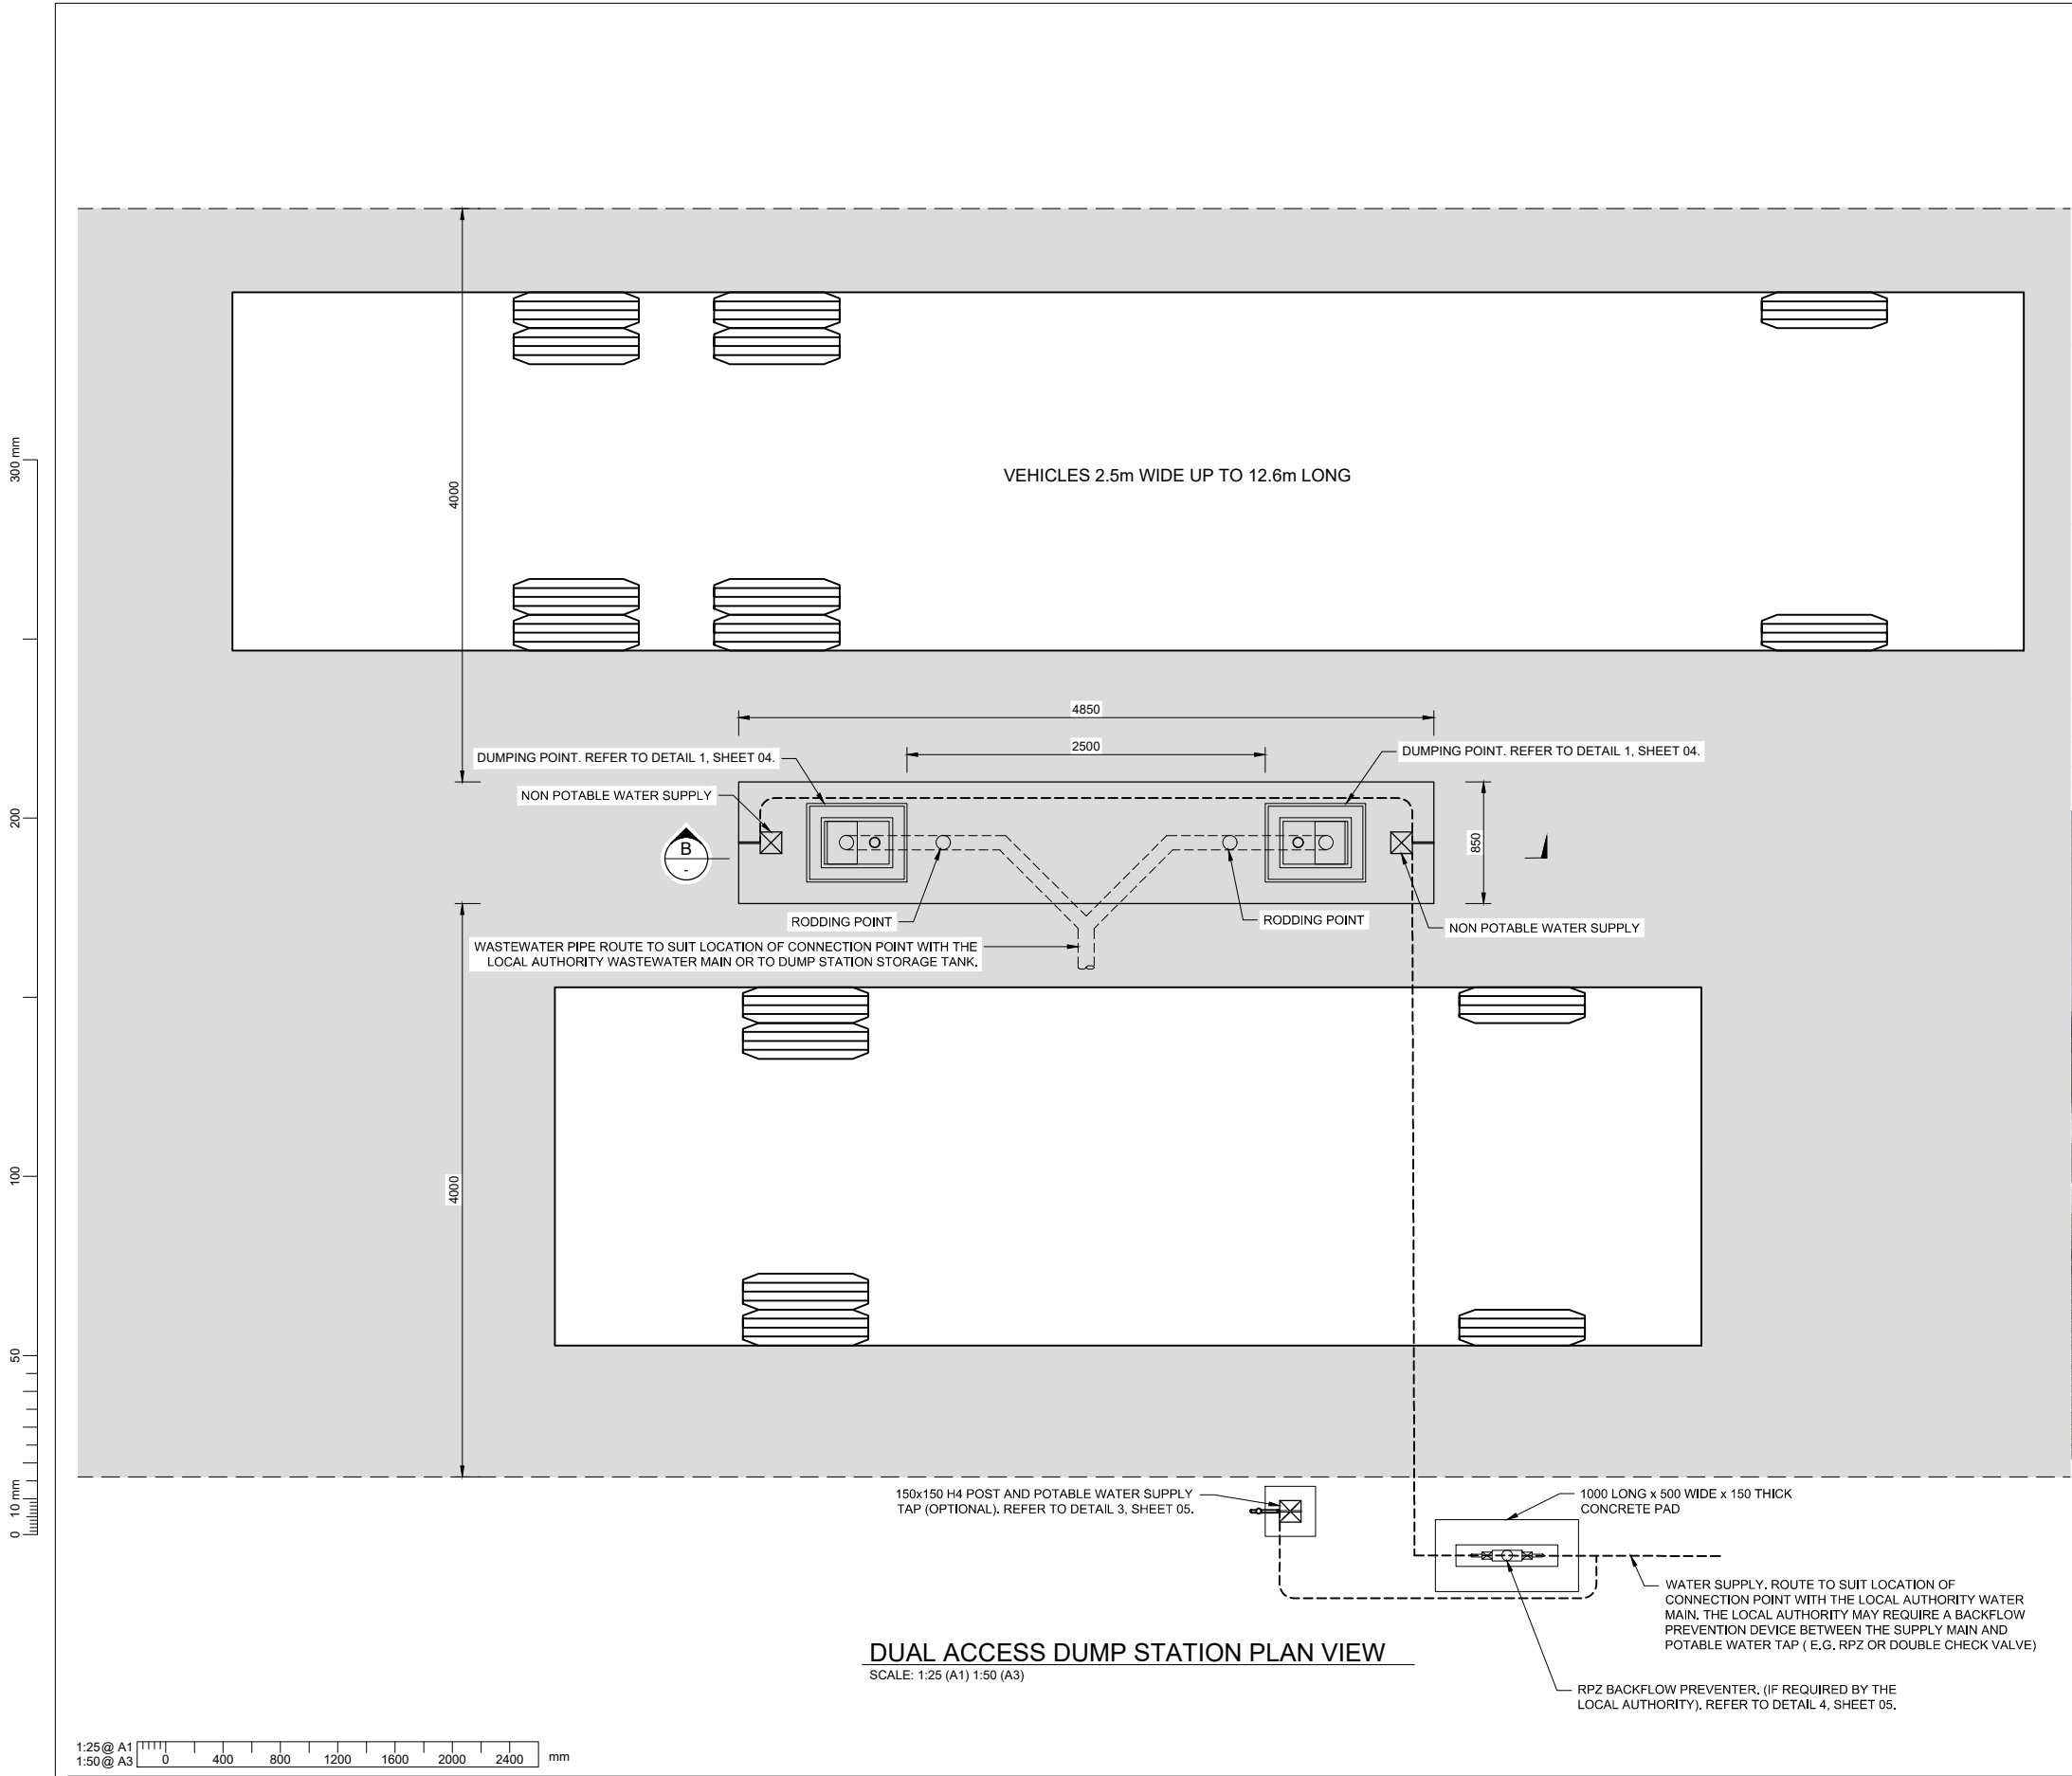 VEHICLES 2.5m WIDE UP TO 12.6m LONG
4000
4850
2500
DUMPING POINT. REFER TO DETAIL 1, SHEET 04.
DUMPING POINT. REFER TO DETAIL 1, SHEET 04.
NON POTABLE WATER SUPPLY
B
-
850
RODDING POINT
RODDING POINT
NON POTABLE WATER SUPPLY
WASTEWATER PIPE ROUTE TO SUIT LOCATION OF CONNECTION POINT WITH THE
LOCAL AUTHORITY WASTEWATER MAIN OR TO DUMP STATION STORAGE TANK.
4000
150x150 H4 POST AND POTABLE WATER SUPPLY
TAP (OPTIONAL). REFER TO DETAIL 3, SHEET 05.
1000 LONG x 500 WIDE x 150 THICK
CONCRETE PAD
WATER SUPPLY. ROUTE TO SUIT LOCATION OF
CONNECTION POINT WITH THE LOCAL AUTHORITY WATER
MAIN. THE LOCAL AUTHORITY MAY REQUIRE A BACKFLOW
PREVENTION DEVICE BETWEEN THE SUPPLY MAIN AND
POTABLE WATER TAP ( E.G. RPZ OR DOUBLE CHECK VALVE)
RPZ BACKFLOW PREVENTER. (IF REQUIRED BY THE
LOCAL AUTHORITY). REFER TO DETAIL 4, SHEET 05.
DUAL ACCESS DUMP STATION PLAN VIEW
SCALE: 1:25 (A1) 1:50 (A3)
300 mm
200
100
50
10 mm
0
1:25@ A1
1:50@ A3
0 400 800 1200 1600 2000 2400 mm